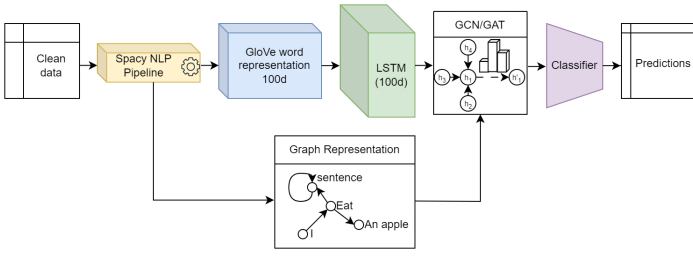 Clean
data
Spacy NLP
Pipeline
GloVe word
representation
100d
LSTM
(100d)
GCN/GAT
h₄
h₃
h₁
h'₁
h₂
Classifier
Predictions
Graph Representation
sentence
Eat
An apple
I